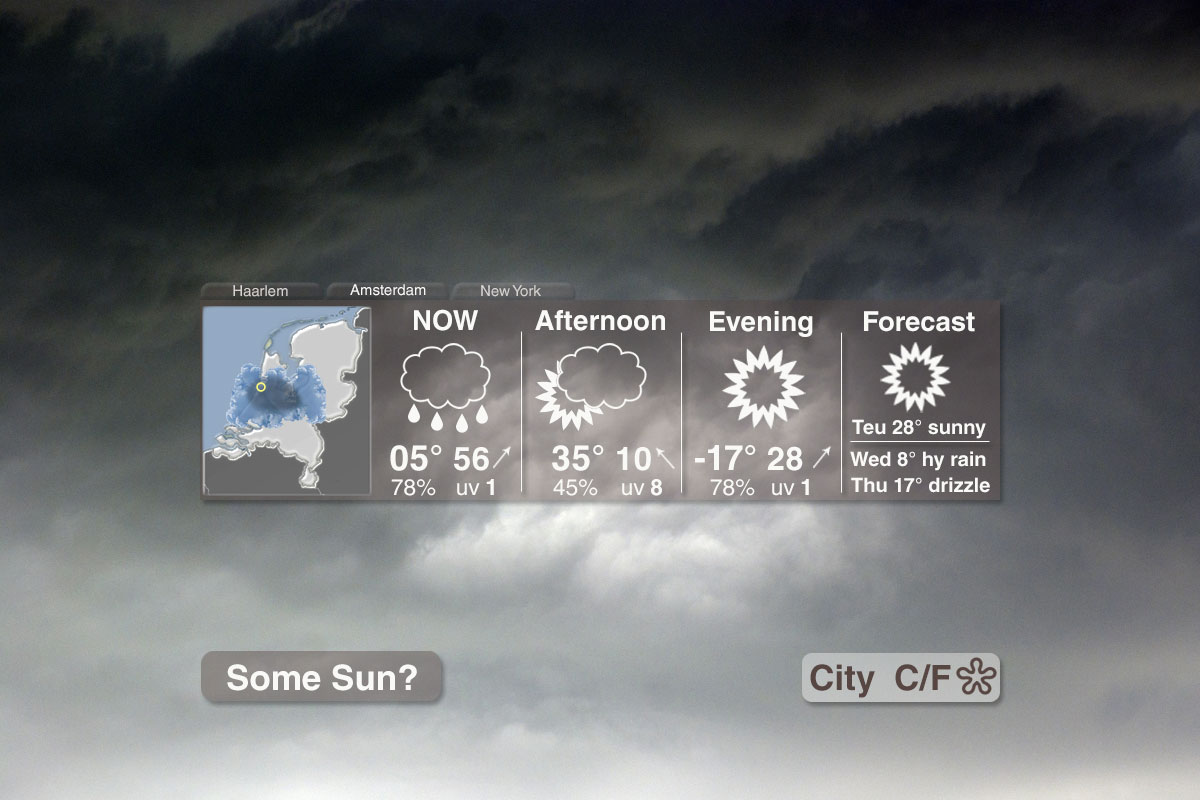 Haarlem Amsterdam New York
NOW Afternoon Evening Forecast
05° 56 35° 10 -17° 28
78% uv 1 45% uv 8 78% uv 1
Teu 28° sunny
Wed 8° hy rain
Thu 17° drizzle
Some Sun? City C/F